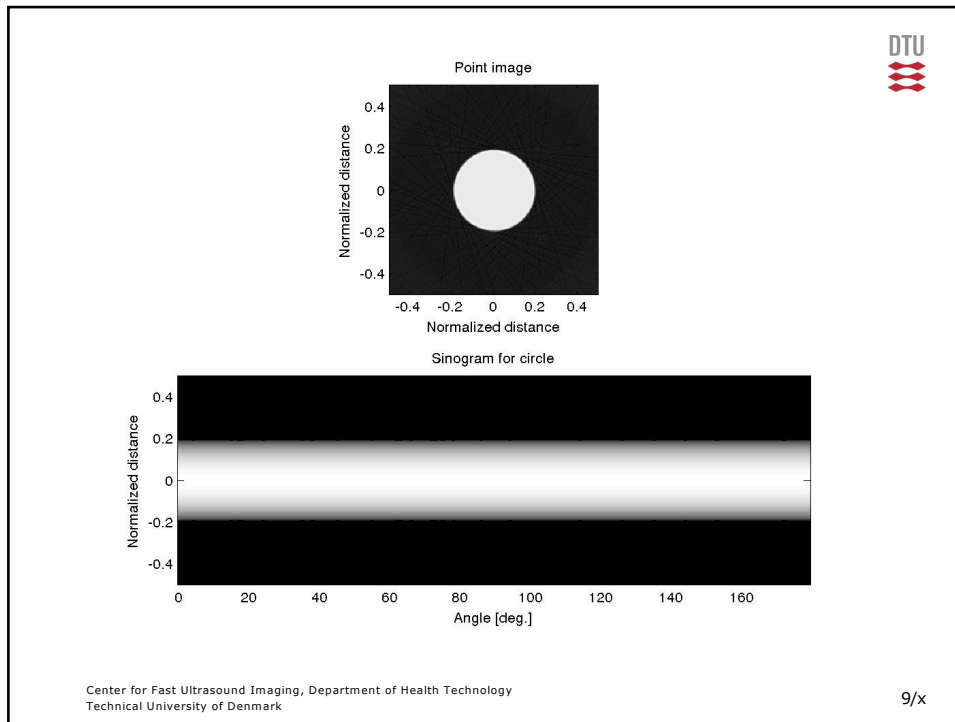 DTU
Point image
0.4
0.2
0
-0.2
-0.4
Normalized distance
-0.4 -0.2 0 0.2 0.4
Normalized distance
Sinogram for circle
0.4
0.2
0
-0.2
-0.4
Normalized distance
0 20 40 60 80 100 120 140 160
Angle [deg.]
Center for Fast Ultrasound Imaging, Department of Health Technology
Technical University of Denmark
9/x